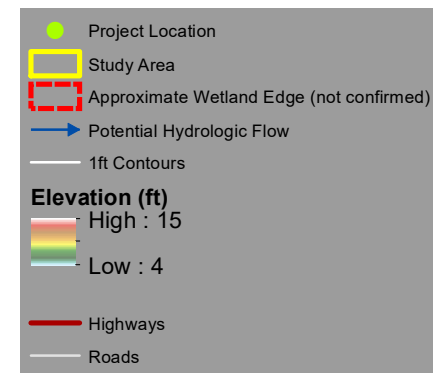 Project Location
Study Area
Approximate Wetland Edge (not confirmed)
Potential Hydrologic Flow
1ft Contours
Elevation (ft)
High : 15
Low : 4
Highways
Roads